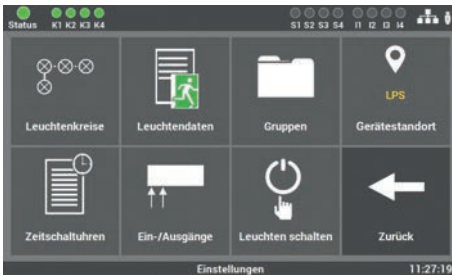 Status K1 K2 K3 K4 S1 S2 S3 S4 I1 I2 I3 I4
LPS
Leuchtenkreise Leuchtendaten Gruppen Gerätestandort
Zeitschaltuhren Ein-/Ausgänge Leuchten schalten Zurück
Einstellungen 11:27:19